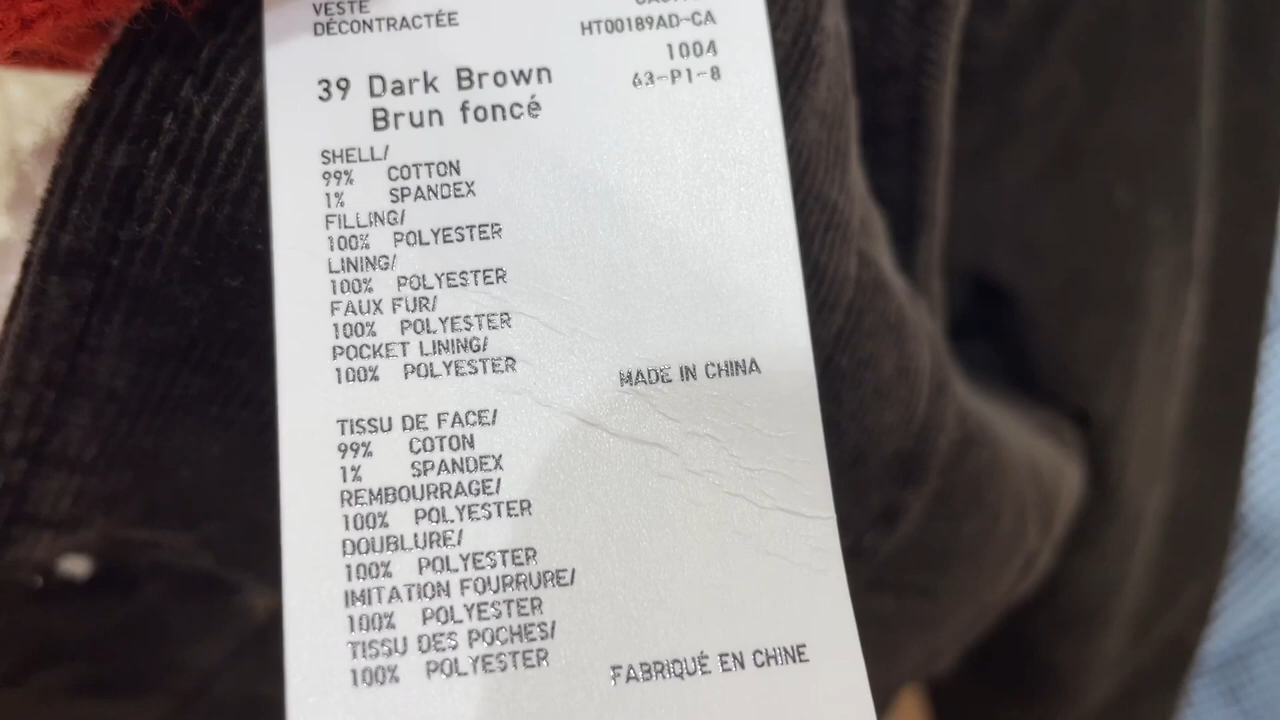 VESTE
DÉCONTRACTÉE
HT00189AD-CA
1004
39 Dark Brown
63-P1-8
Brun foncé
SHELL/
99% COTTON
1% SPANDEX
FILLING/
100% POLYESTER
LINING/
100% POLYESTER
FAUX FUR/
100% POLYESTER
POCKET LINING/
100% POLYESTER
MADE IN CHINA
TISSU DE FACE/
99% COTON
1% SPANDEX
REMBOURRAGE/
100% POLYESTER
DOUBLURE/
100% POLYESTER
IMITATION FOURRURE/
100% POLYESTER
TISSU DES POCHES/
100% POLYESTER
FABRIQUÉ EN CHINE